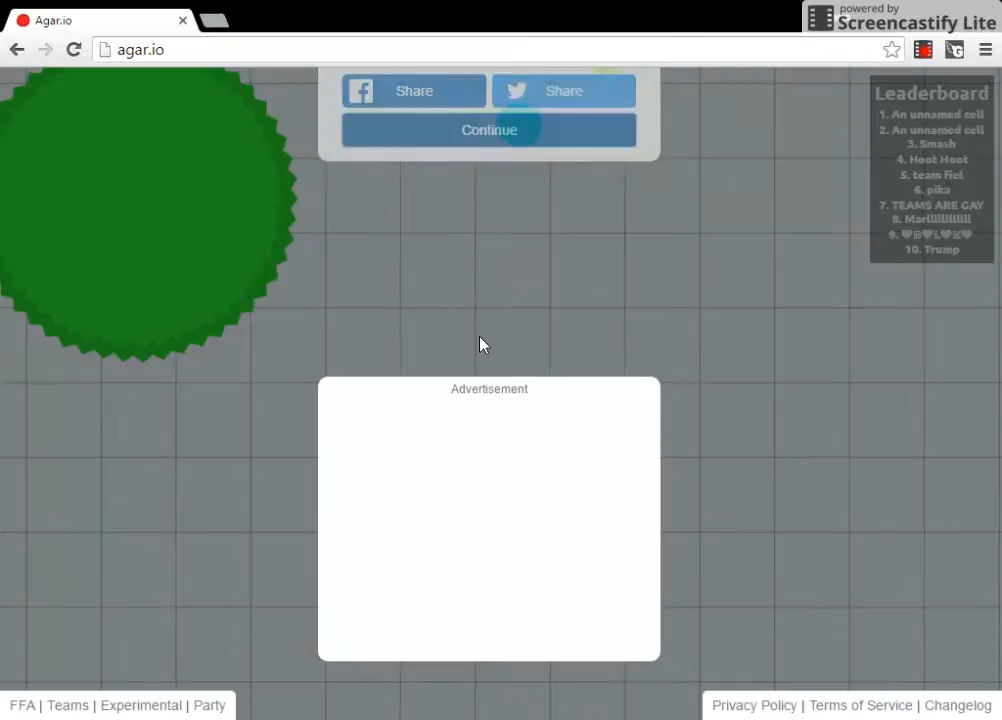 Agar.io
powered by
Screencastify Lite
agar.io
Share
Share
Continue
Leaderboard
1. An unnamed cell
2. An unnamed cell
3. Smash
4. Hoot Hoot
5. team fiel
6. pika
7. TEAMS ARE GAY
10. Trump
Advertisement
FFA | Teams | Experimental | Party
Privacy Policy | Terms of Service | Changelog